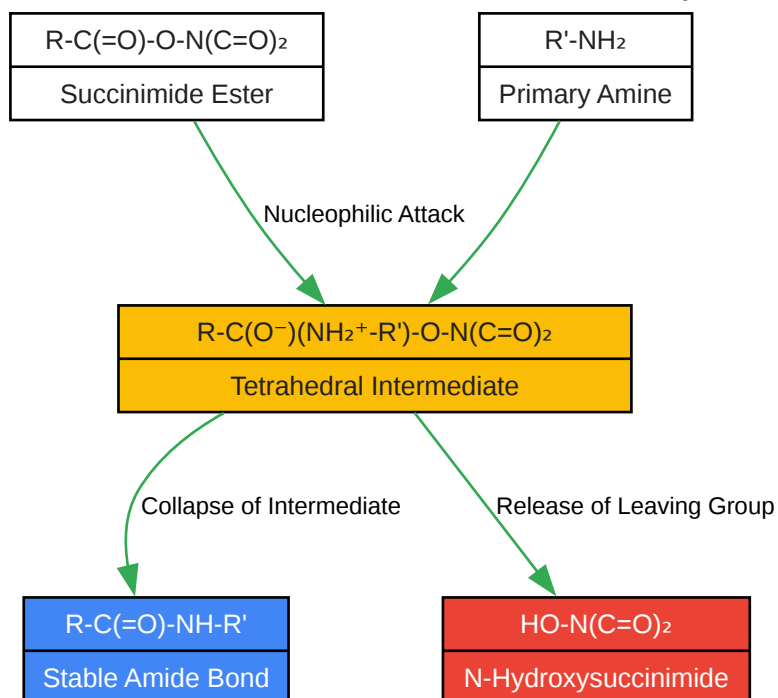 R-C(=O)-O-N(C=O)₂
Succinimide Ester
R'-NH₂
Primary Amine
Nucleophilic Attack
R-C(O⁻)(NH₂⁺-R')-O-N(C=O)₂
Tetrahedral Intermediate
Collapse of Intermediate
Release of Leaving Group
R-C(=O)-NH-R'
Stable Amide Bond
HO-N(C=O)₂
N-Hydroxysuccinimide